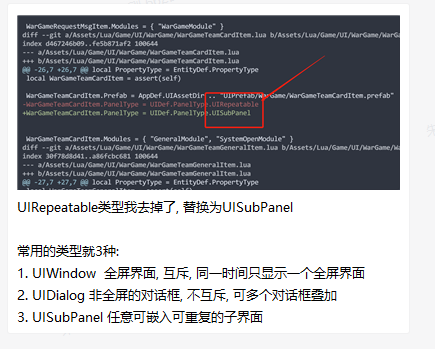 WarGameRequestMsgItem.Modules = { "WarGameModule" }
diff --git a/Assets/Lua/Game/UI/WarGame/WarGameTeamCardItem.lua b/Assets/Lua/Game/UI/WarGame/WarGam
index d467246b09..fe5b871af2 100644
--- a/Assets/Lua/Game/UI/WarGame/WarGameTeamCardItem.lua
+++ b/Assets/Lua/Game/UI/WarGame/WarGameTeamCardItem.lua
@@ -26,7 +26,7 @@ local PropertyType = EntityDef.PropertyType
local WarGameTeamCardItem = assert(self)
WarGameTeamCardItem.Prefab = AppDef.UIAssetDir .. "UIPrefab/WarGame/WarGameTeamCardItem.prefab"
-WarGameTeamCardItem.PanelType = UIDef.PanelType.UIRepeatable
+WarGameTeamCardItem.PanelType = UIDef.PanelType.UISubPanel
WarGameTeamCardItem.Modules = { "GeneralModule", "SystemOpenModule" }
diff --git a/Assets/Lua/Game/UI/WarGame/WarGameTeamGeneralItem.lua b/Assets/Lua/Game/UI/WarGame/War
index 30f78d8d41..a86fcbc681 100644
--- a/Assets/Lua/Game/UI/WarGame/WarGameTeamGeneralItem.lua
+++ b/Assets/Lua/Game/UI/WarGame/WarGameTeamGeneralItem.lua
@@ -27,7 +27,7 @@ local PropertyType = EntityDef.PropertyType
UIRepeatable类型我去掉了, 替换为UISubPanel
常用的类型就3种:
1. UIWindow 全屏界面, 互斥, 同一时间只显示一个全屏界面
2. UIDialog 非全屏的对话框, 不互斥, 可多个对话框叠加
3. UISubPanel 任意可嵌入可重复的子界面